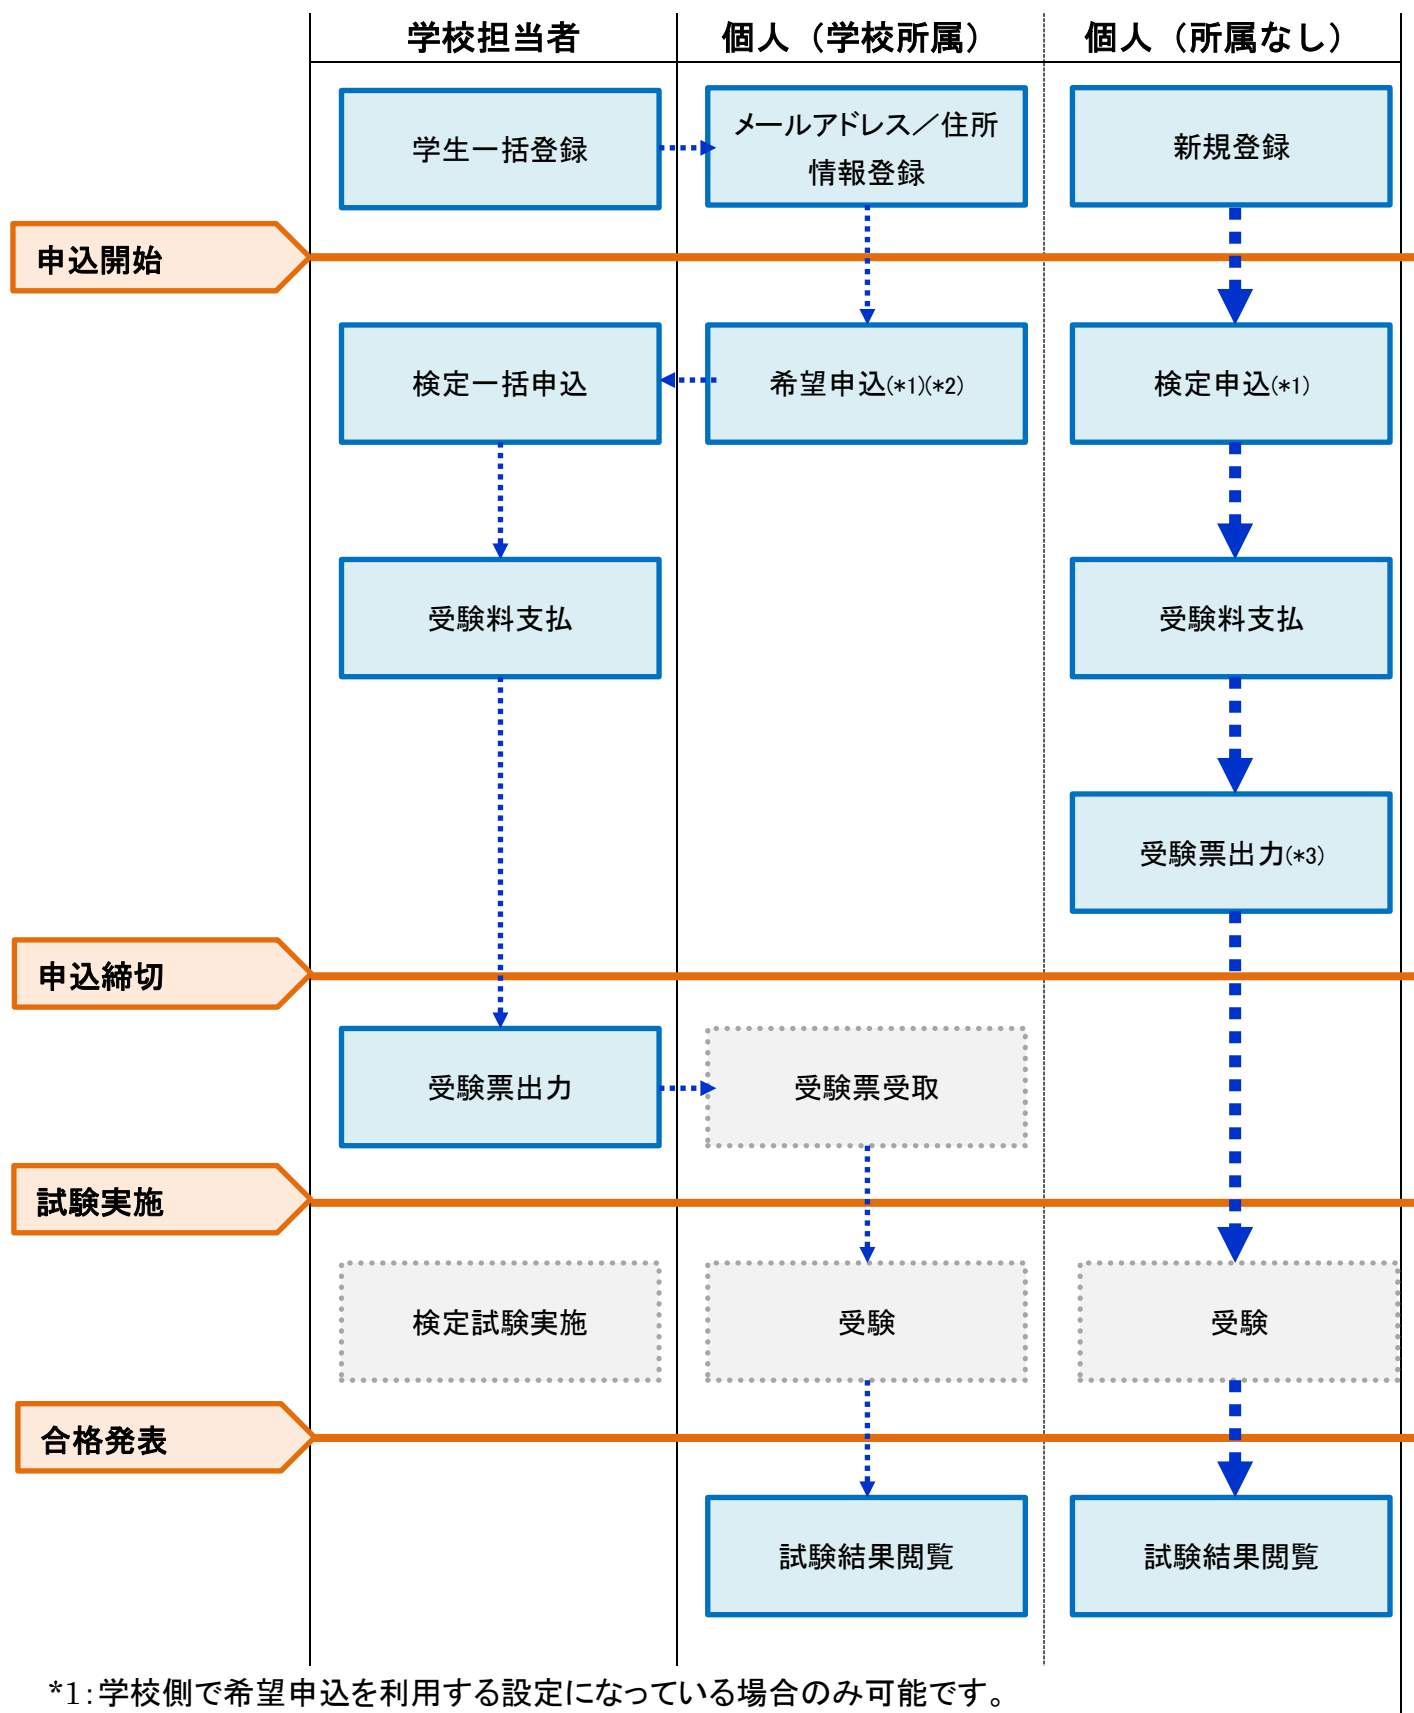 学校担当者
個人（学校所属）
個人（所属なし）
学生一括登録
メールアドレス／住所
情報登録
新規登録
申込開始
検定一括申込
希望申込(*1)(*2)
検定申込(*1)
受験料支払
受験料支払
受験票出力(*3)
申込締切
受験票出力
受験票受取
試験実施
検定試験実施
受験
受験
合格発表
試験結果閲覧
試験結果閲覧
*1：学校側で希望申込を利用する設定になっている場合のみ可能です。